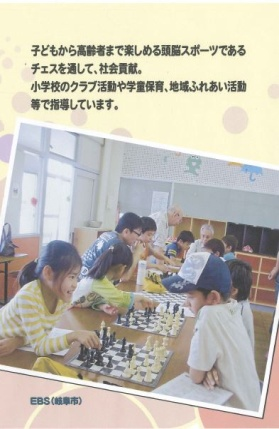 子どもから高齢者まで楽しめる頭脳スポーツである
チェスを通して、社会貢献。
小学校のクラブ活動や学童保育、地域ふれあい活動
等で指導しています。
EBS（岐阜市）